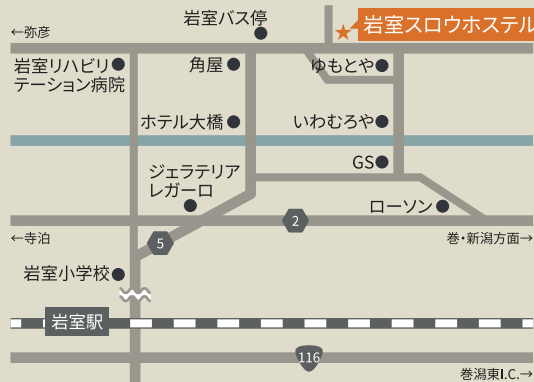 岩室バス停
←弥彦
岩室スロウホステル
岩室リハビリ
テーション病院
角屋
ゆもとや
ホテル大橋
いわむろや
GS
ジェラテリア
レガーロ
ローソン
2
5
←寺泊
巻・新潟方面→
岩室小学校
岩室駅
116
巻潟東I.C.→